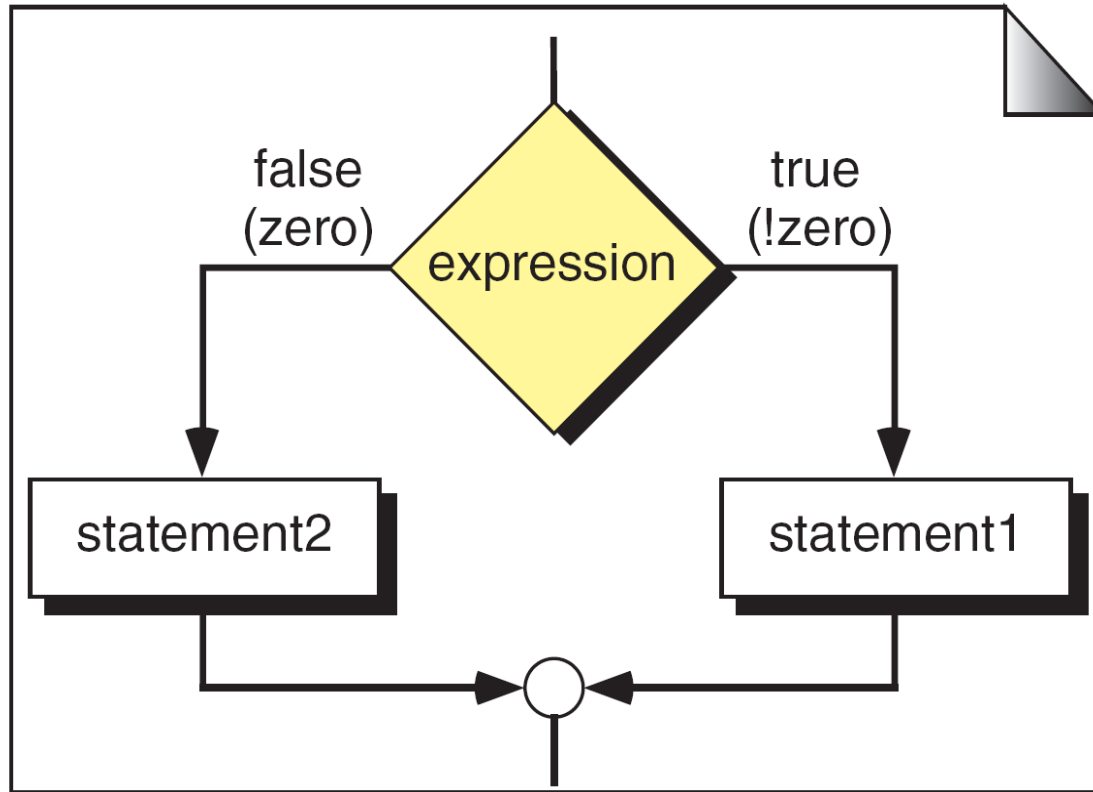 false
(zero)
true
(!zero)
expression
statement2
statement1